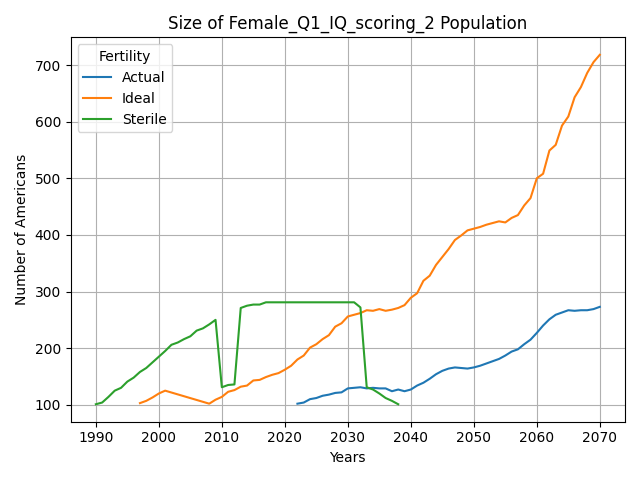 Size of Female_Q1_IQ_scoring_2 Population
Fertility
Actual
Ideal
Sterile
Number of Americans
700
600
500
400
300
200
100
1990 2000 2010 2020 2030 2040 2050 2060 2070
Years